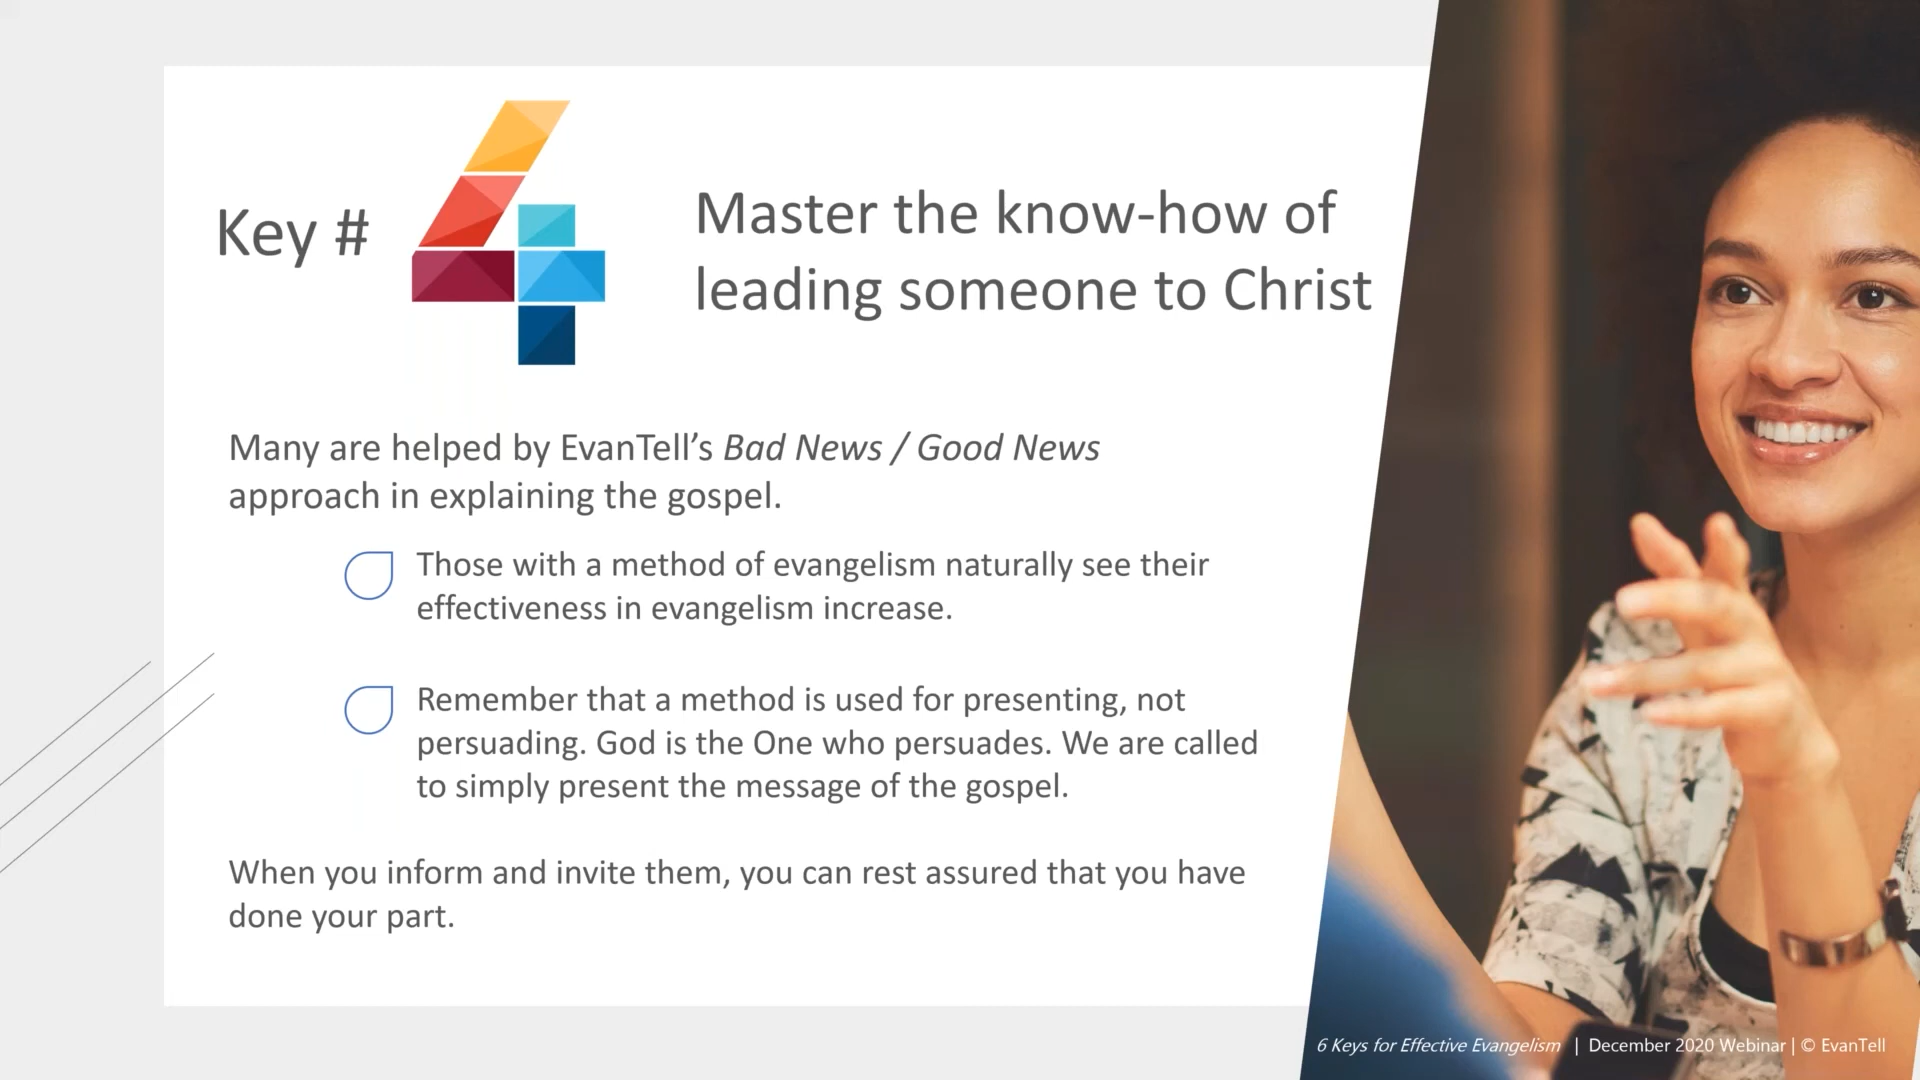 Key # 4
Master the know-how of
leading someone to Christ
Many are helped by EvanTell’s Bad News / Good News
approach in explaining the gospel.
Those with a method of evangelism naturally see their
effectiveness in evangelism increase.
Remember that a method is used for presenting, not
persuading. God is the One who persuades. We are called
to simply present the message of the gospel.
When you inform and invite them, you can rest assured that you have
done your part.
6 Keys for Effective Evangelism | December 2020 Webinar | © EvanTell